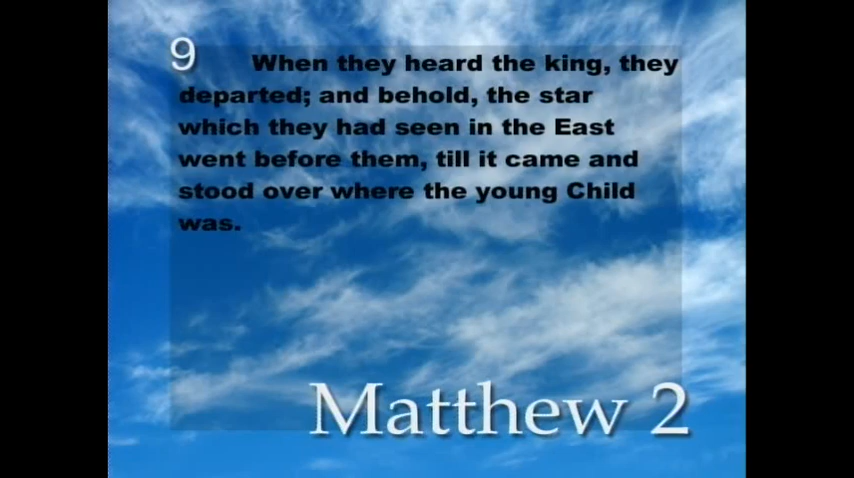 9 When they heard the king, they
departed; and behold, the star
which they had seen in the East
went before them, till it came and
stood over where the young Child
was.
Matthew 2